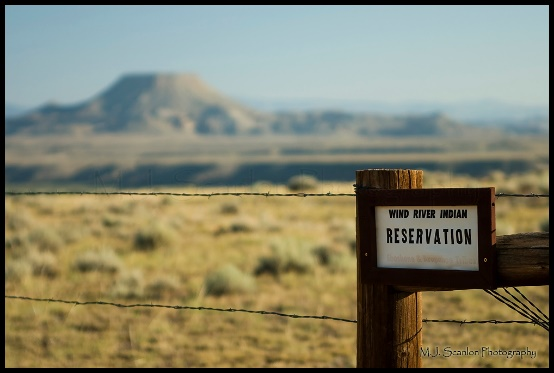 WIND RIVER INDIAN
RESERVATION
M.J. Scanlon Photography